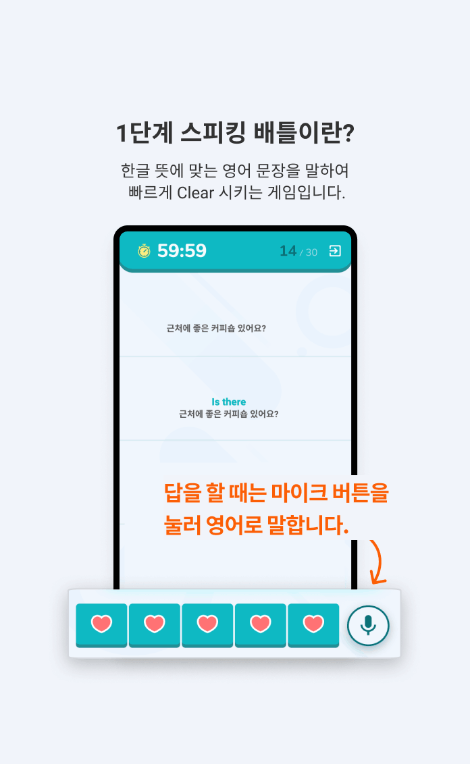 1단계 스피킹 배틀이란?
한글 뜻에 맞는 영어 문장을 말하여
빠르게 Clear 시키는 게임입니다.
59:59
14 / 30
근처에 좋은 커피숍 있어요?
Is there
근처에 좋은 커피숍 있어요?
답을 할 때는 마이크 버튼을
눌러 영어로 말합니다.